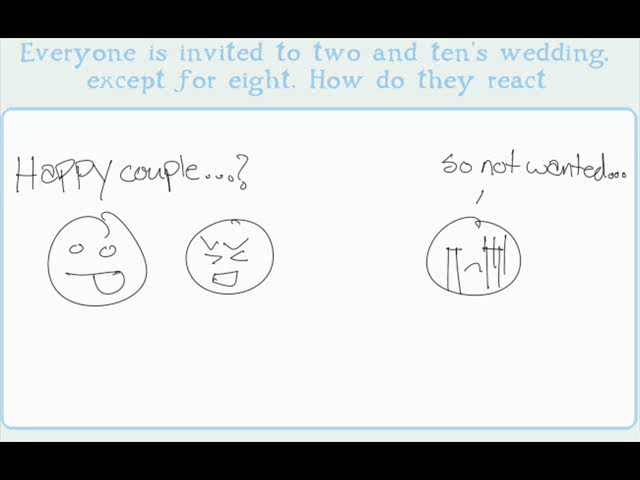 Everyone is invited to two and ten's wedding.
except for eight. How do they react
Happy couple....?
so not wanted...